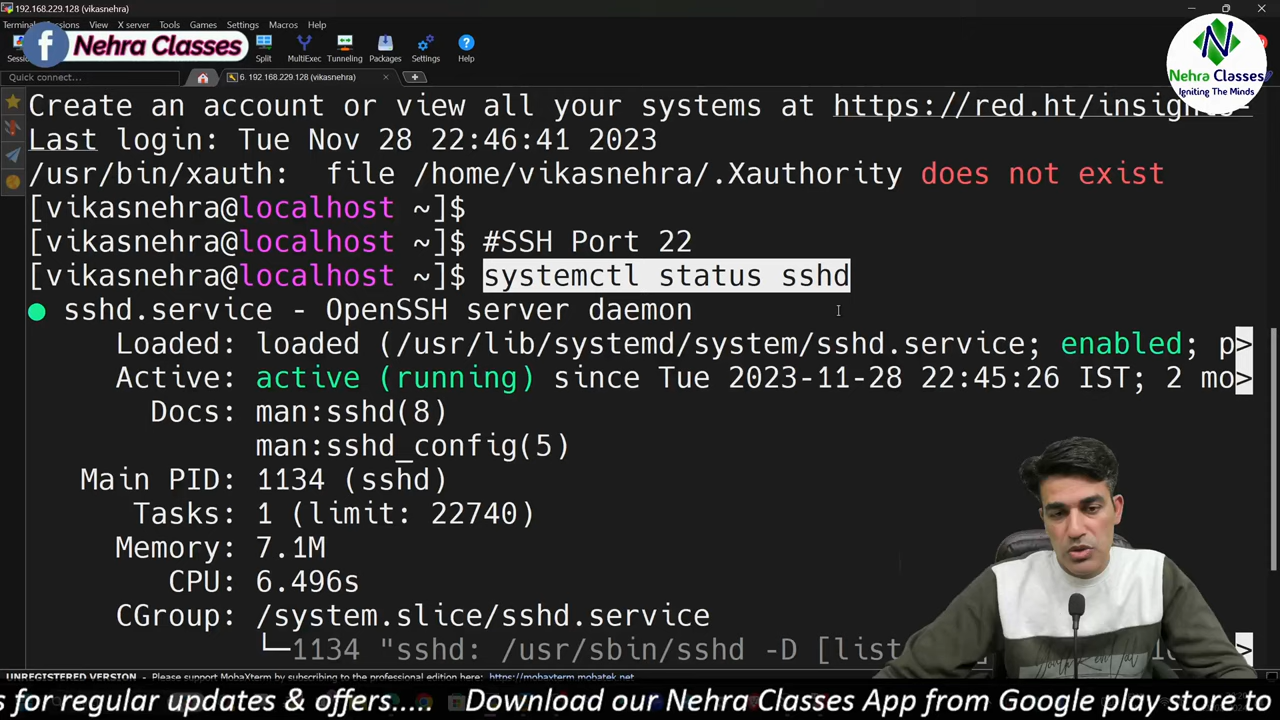 192.168.229.128 (vikasnehra)
Terminal Sessions View X server Tools Games Settings Macros Help
Nehra Classes
Split MultiExec Tunneling Packages Settings Help
Quick connect... 6. 192.168.229.128 (vikasnehra)
N
Nehra Classes
Igniting The Minds
Create an account or view all your systems at https://red.ht/insights-
Last login: Tue Nov 28 22:46:41 2023
/usr/bin/xauth:  file /home/vikasnehra/.Xauthority does not exist
[vikasnehra@localhost ~]$
[vikasnehra@localhost ~]$ #SSH Port 22
[vikasnehra@localhost ~]$ systemctl status sshd
● sshd.service - OpenSSH server daemon
Loaded: loaded (/usr/lib/systemd/system/sshd.service; enabled; p>
Active: active (running) since Tue 2023-11-28 22:45:26 IST; 2 mo>
Docs: man:sshd(8)
man:sshd_config(5)
Main PID: 1134 (sshd)
Tasks: 1 (limit: 22740)
Memory: 7.1M
CPU: 6.496s
CGroup: /system.slice/sshd.service
└─1134 "sshd: /usr/sbin/sshd -D [list
UNREGISTERED VERSION - Please support MobaXterm by subscribing to the professional edition here: https://mobaxterm.mobatek.net
s for regular updates & offers..... Download our Nehra Classes App from Google play store to